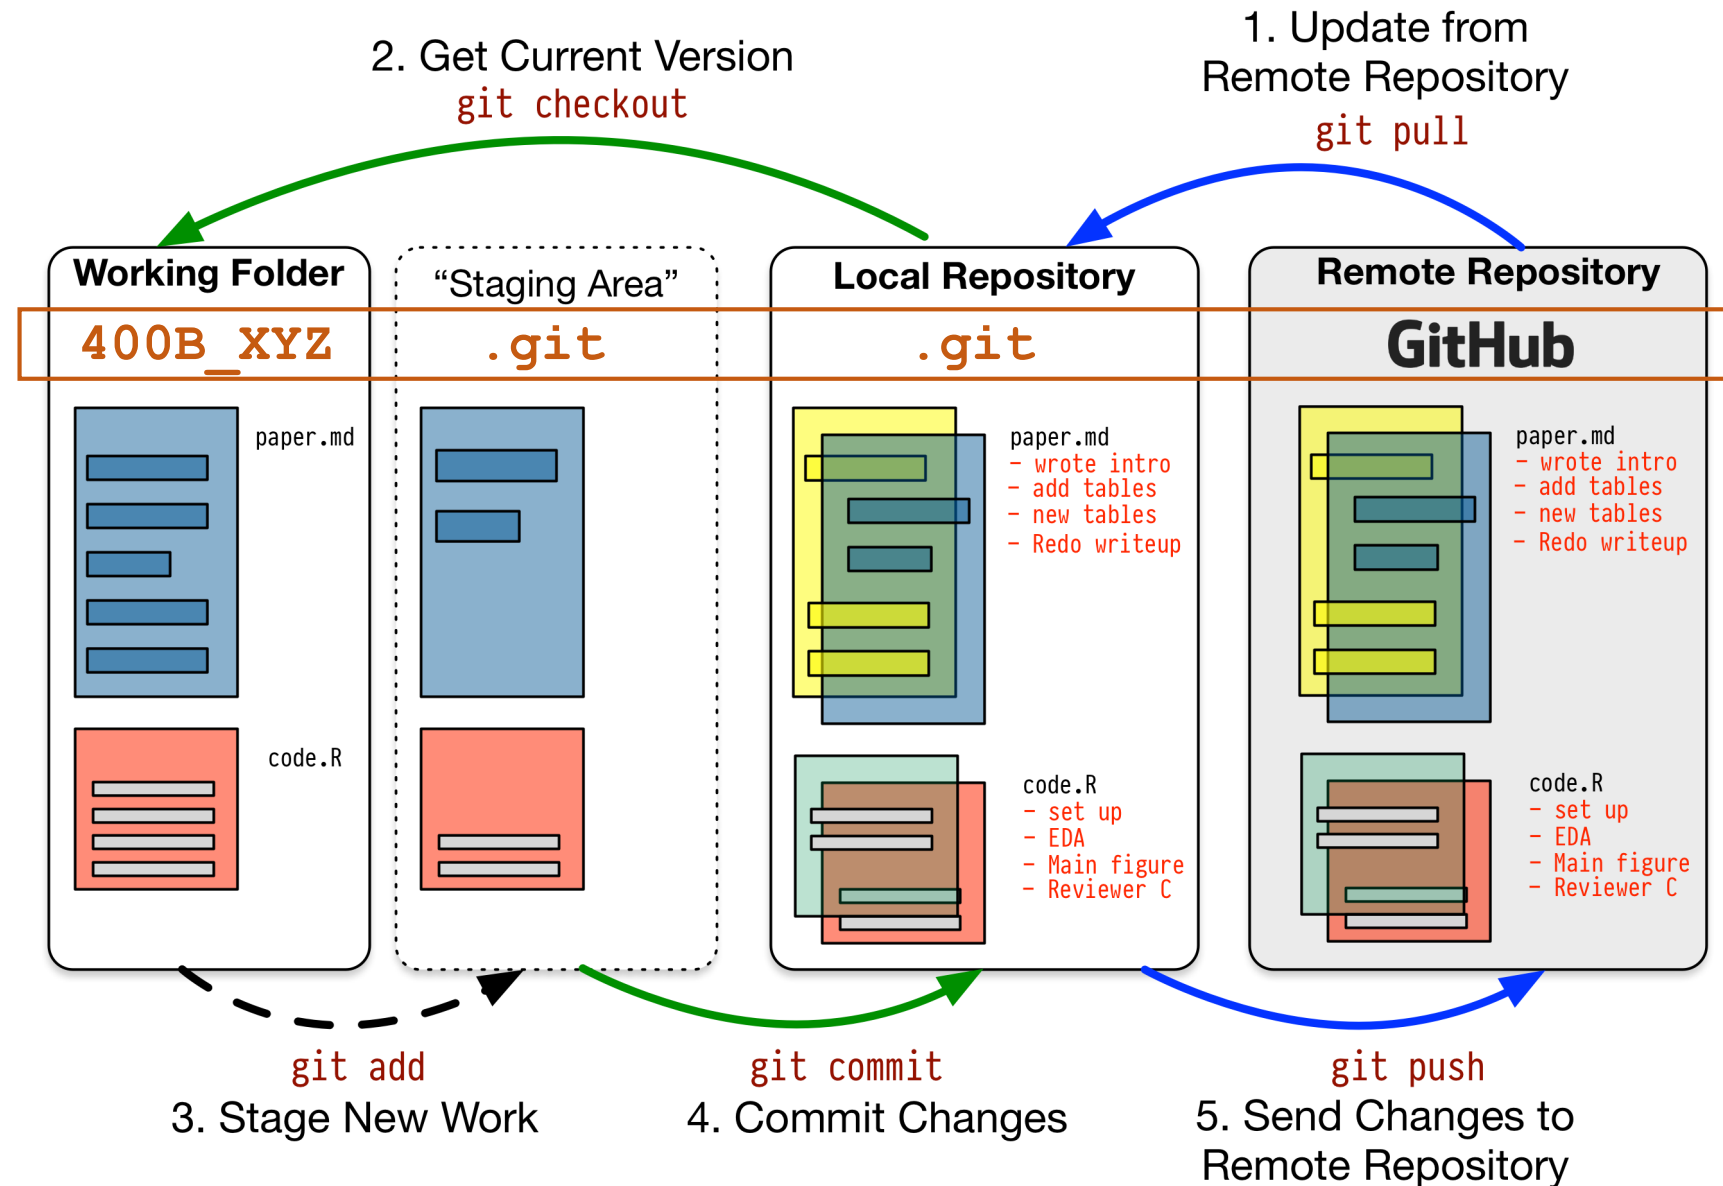 1. Update from
Remote Repository
git pull
2. Get Current Version
git checkout
Working Folder
400B_XYZ
paper.md
code.R
“Staging Area”
.git
Local Repository
.git
paper.md
- wrote intro
- add tables
- new tables
- Redo writeup
code.R
- set up
- EDA
- Main figure
- Reviewer C
Remote Repository
GitHub
paper.md
- wrote intro
- add tables
- new tables
- Redo writeup
code.R
- set up
- EDA
- Main figure
- Reviewer C
git add
3. Stage New Work
git commit
4. Commit Changes
git push
5. Send Changes to
Remote Repository